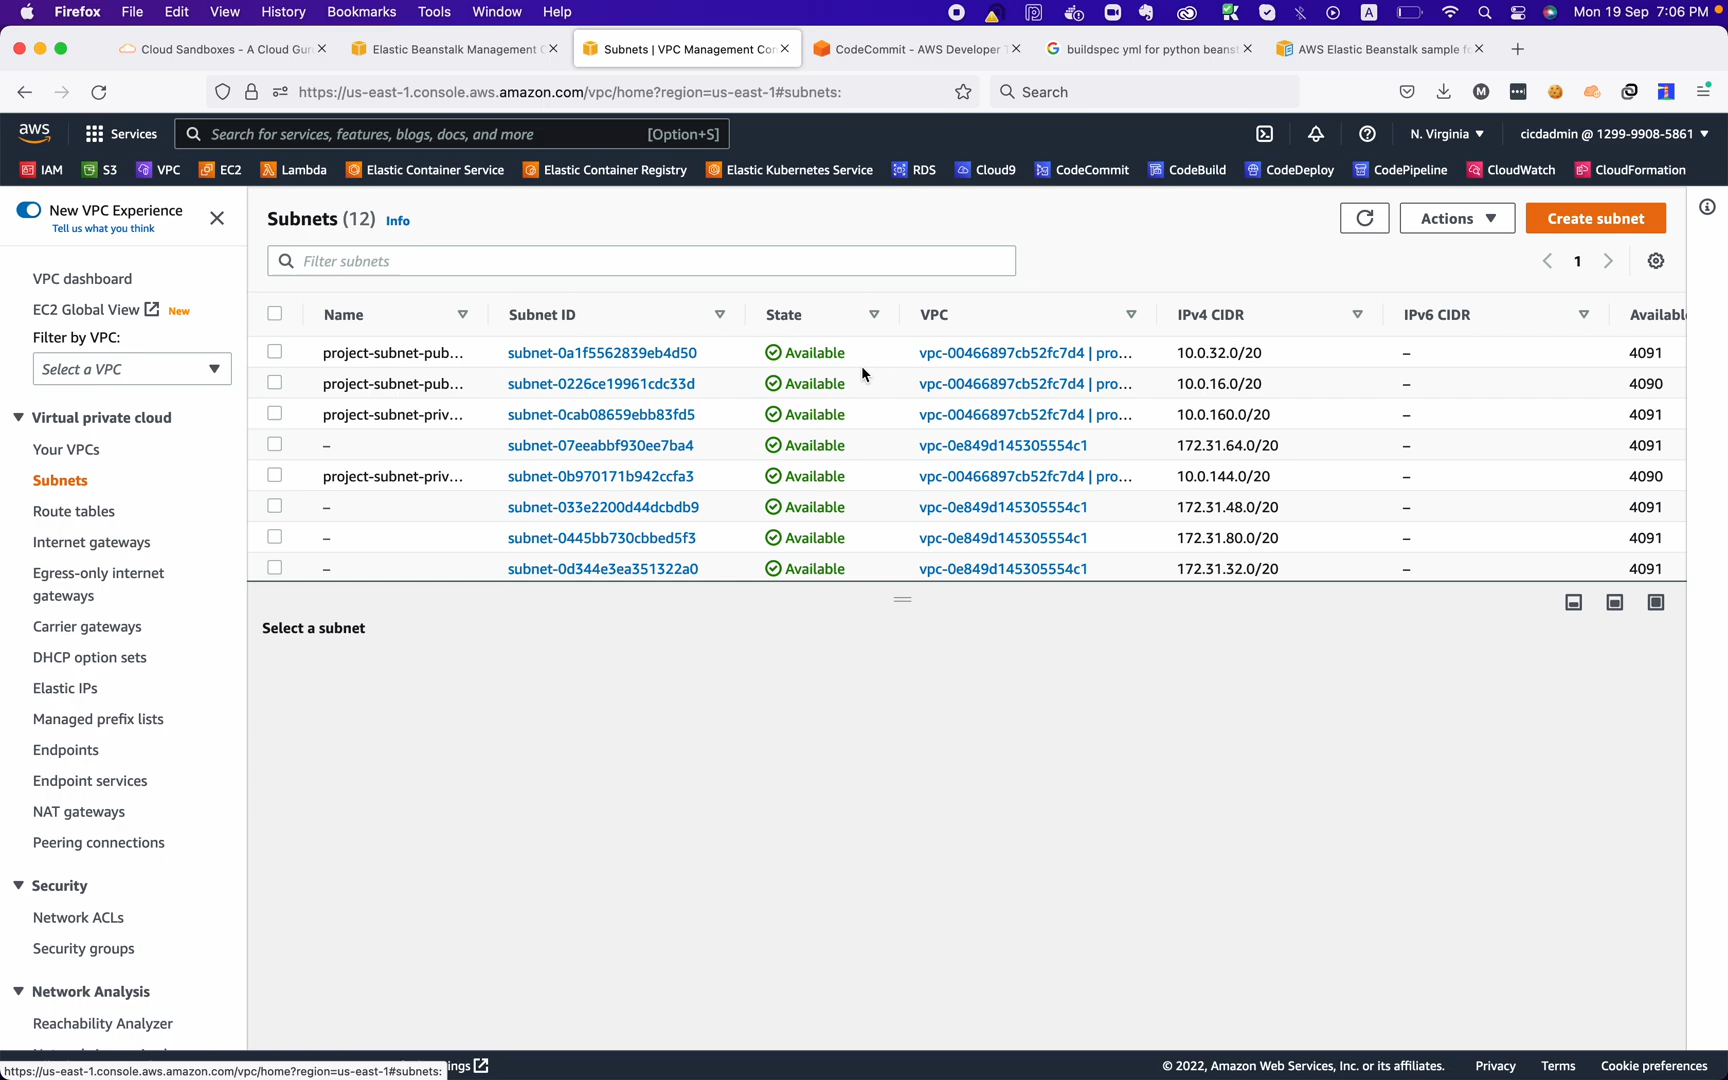 Firefox File Edit View History Bookmarks Tools Window Help A Mon 19 Sep 7:06 PM
Cloud Sandboxes - A Cloud Gur Elastic Beanstalk Management C Subnets | VPC Management Con CodeCommit - AWS Developer T buildspec yml for python beanst AWS Elastic Beanstalk sample fo
https://us-east-1.console.aws.amazon.com/vpc/home?region=us-east-1#subnets: Search M
aws Services Search for services, features, blogs, docs, and more [Option+S] N. Virginia cicdadmin @ 1299-9908-5861
IAM S3 VPC EC2 Lambda Elastic Container Service Elastic Container Registry Elastic Kubernetes Service RDS Cloud9 CodeCommit CodeBuild CodeDeploy CodePipeline CloudWatch CloudFormation
New VPC Experience
Tell us what you think
VPC dashboard
EC2 Global View New
Filter by VPC:
Select a VPC
Virtual private cloud
Your VPCs
Subnets
Route tables
Internet gateways
Egress-only internet
gateways
Carrier gateways
DHCP option sets
Elastic IPs
Managed prefix lists
Endpoints
Endpoint services
NAT gateways
Peering connections
Security
Network ACLs
Security groups
Network Analysis
Reachability Analyzer
Subnets (12) Info
Actions Create subnet
Filter subnets
1
Name Subnet ID State VPC IPv4 CIDR IPv6 CIDR Availabl
project-subnet-pub... subnet-0a1f5562839eb4d50 Available vpc-00466897cb52fc7d4 | pro... 10.0.32.0/20 – 4091
project-subnet-pub... subnet-0226ce19961cdc33d Available vpc-00466897cb52fc7d4 | pro... 10.0.16.0/20 – 4090
project-subnet-priv... subnet-0cab08659ebb83fd5 Available vpc-00466897cb52fc7d4 | pro... 10.0.160.0/20 – 4091
– subnet-07eeabbf930ee7ba4 Available vpc-0e849d145305554c1 172.31.64.0/20 – 4091
project-subnet-priv... subnet-0b970171b942ccfa3 Available vpc-00466897cb52fc7d4 | pro... 10.0.144.0/20 – 4090
– subnet-033e2200d44dcbdb9 Available vpc-0e849d145305554c1 172.31.48.0/20 – 4091
– subnet-0445bb730cbbed5f3 Available vpc-0e849d145305554c1 172.31.80.0/20 – 4091
– subnet-0d344e3ea351322a0 Available vpc-0e849d145305554c1 172.31.32.0/20 – 4091
Select a subnet
https://us-east-1.console.aws.amazon.com/vpc/home?region=us-east-1#subnets: ings © 2022, Amazon Web Services, Inc. or its affiliates. Privacy Terms Cookie preferences